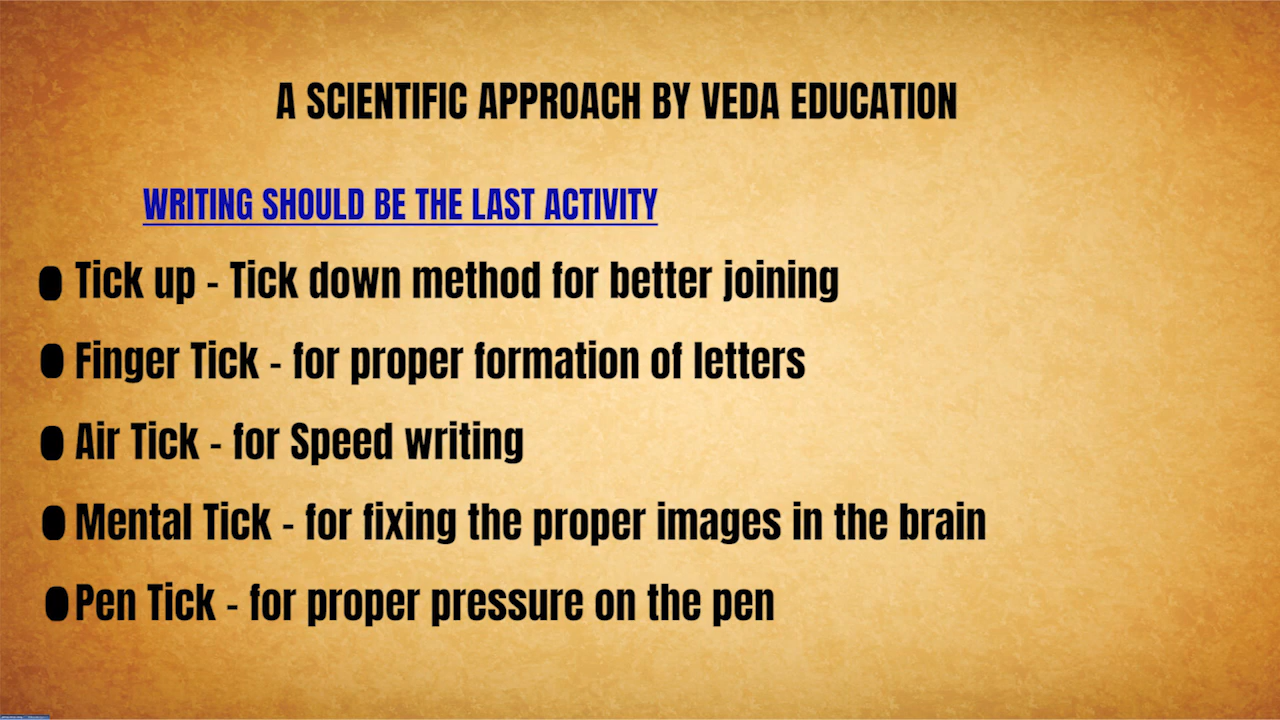 A SCIENTIFIC APPROACH BY VEDA EDUCATION
WRITING SHOULD BE THE LAST ACTIVITY
● Tick up - Tick down method for better joining
● Finger Tick - for proper formation of letters
● Air Tick - for Speed writing
● Mental Tick - for fixing the proper images in the brain
● Pen Tick - for proper pressure on the pen